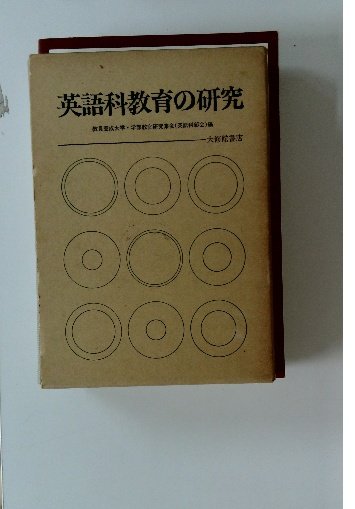 英語科教育の研究
教員養成大学・学部教官研究集会(英語科部会)編
大修館書店